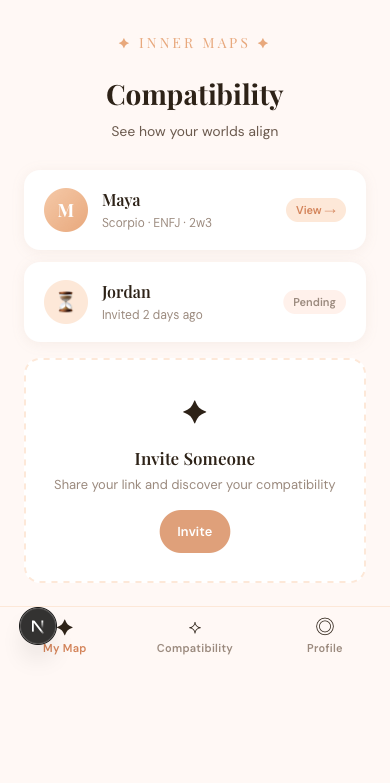 ✦ INNER MAPS ✦
Compatibility
See how your worlds align
M
Maya
Scorpio · ENFJ · 2w3
View →
Jordan
Invited 2 days ago
Pending
Invite Someone
Share your link and discover your compatibility
Invite
N
My Map
Compatibility
Profile